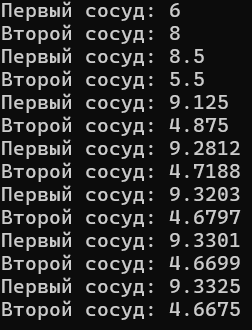 Первый сосуд: 6
Второй сосуд: 8
Первый сосуд: 8.5
Второй сосуд: 5.5
Первый сосуд: 9.125
Второй сосуд: 4.875
Первый сосуд: 9.2812
Второй сосуд: 4.7188
Первый сосуд: 9.3203
Второй сосуд: 4.6797
Первый сосуд: 9.3301
Второй сосуд: 4.6699
Первый сосуд: 9.3325
Второй сосуд: 4.6675